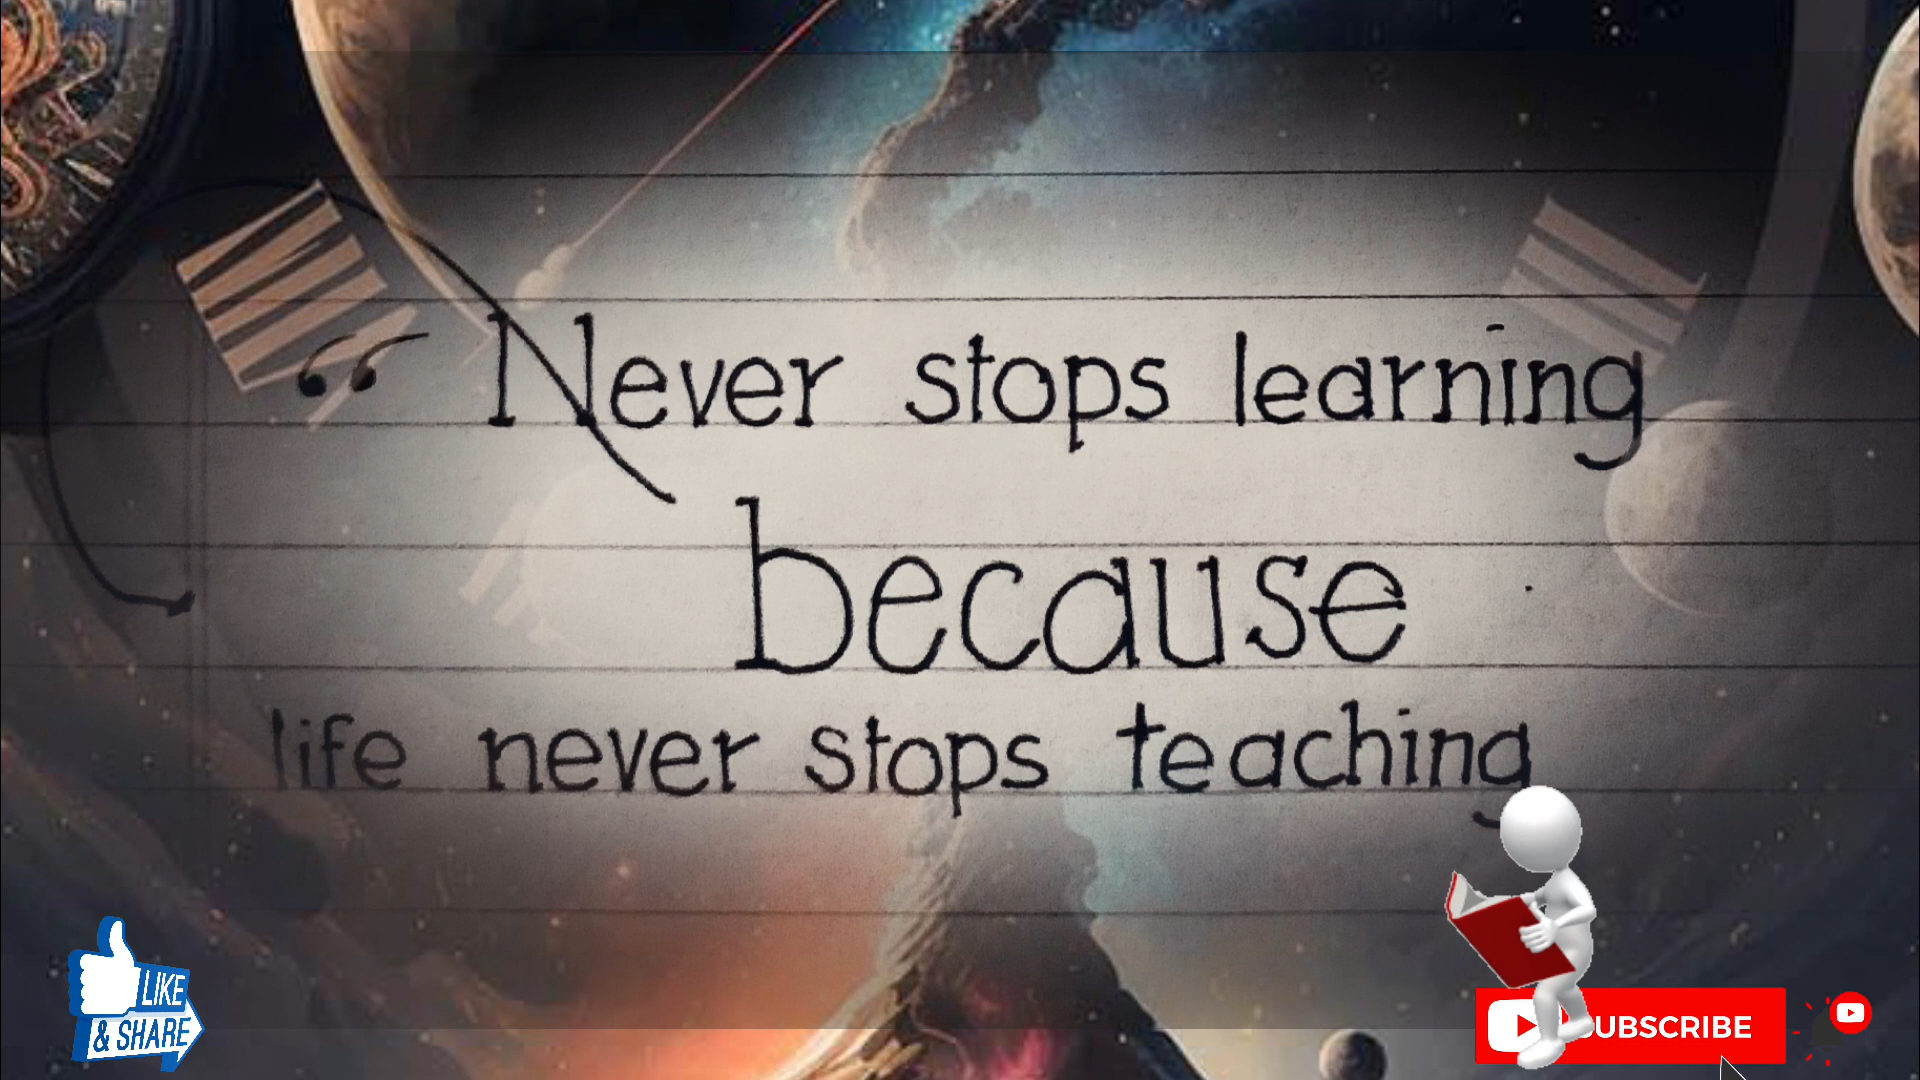 “ Never stops learning
because
life never stops teaching
LIKE
& SHARE
SUBSCRIBE